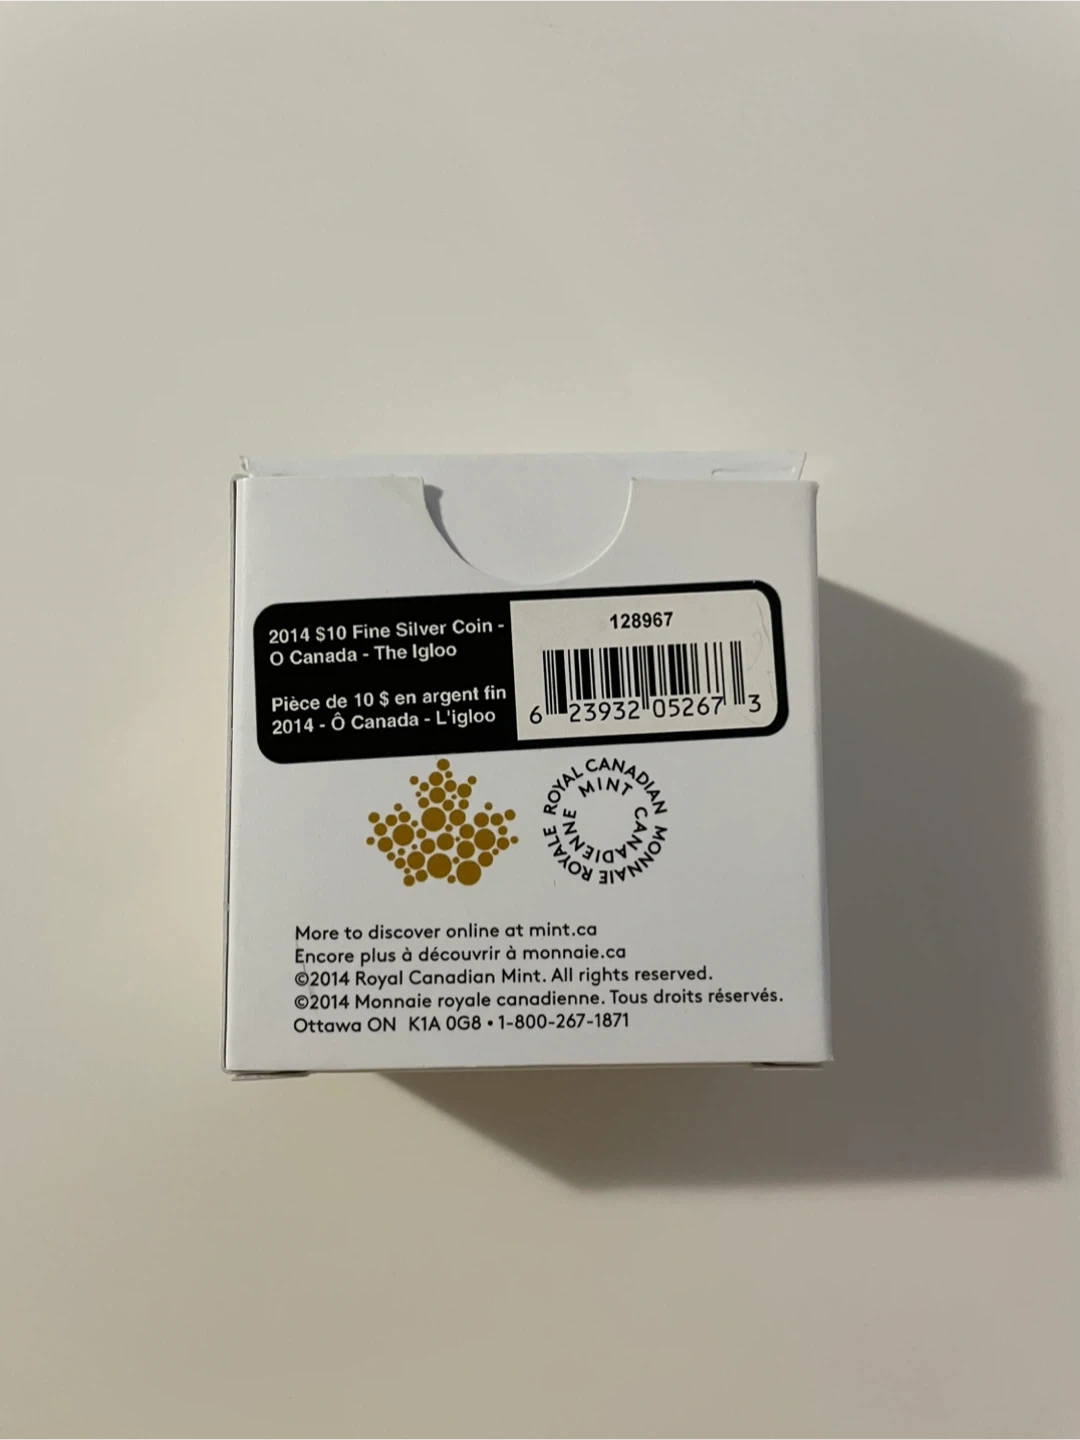 2014 $10 Fine Silver Coin -
O Canada - The Igloo
Pièce de 10 $ en argent fin
2014 - Ô Canada - L'igloo
128967
6 23932 05267 3
ROYAL CANADIAN MINT
MONNAIE ROYALE CANADIENNE
More to discover online at mint.ca
Encore plus à découvrir à monnaie.ca
©2014 Royal Canadian Mint. All rights reserved.
©2014 Monnaie royale canadienne. Tous droits réservés.
Ottawa ON K1A 0G8 • 1-800-267-1871